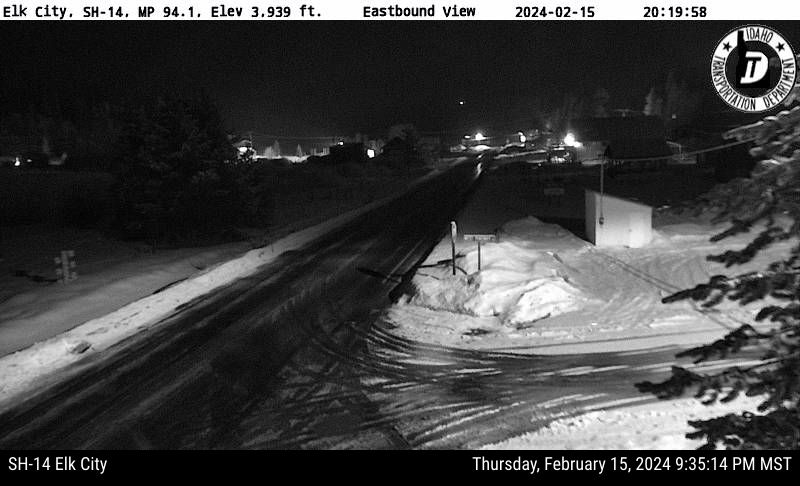 Elk City, SH-14, MP 94.1, Elev 3,939 ft. Eastbound View 2024-02-15 20:19:58
IDAHO
TRANSPORTATION DEPARTMENT
SH-14 Elk City Thursday, February 15, 2024 9:35:14 PM MST